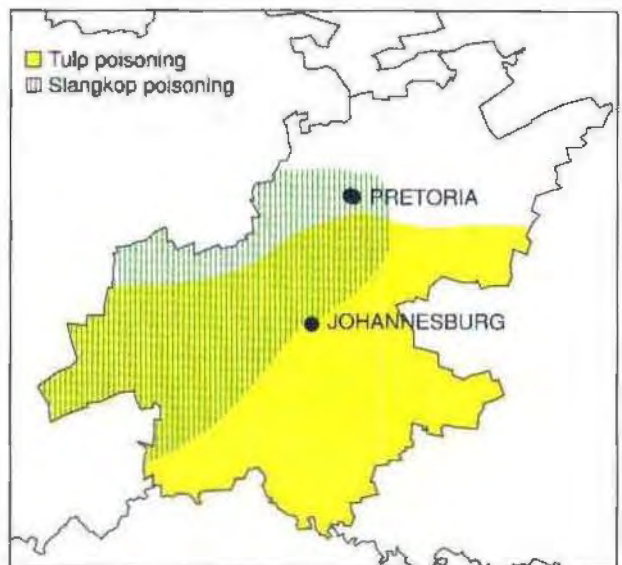 Tulp poisoning
Slangkop poisoning
PRETORIA
JOHANNESBURG